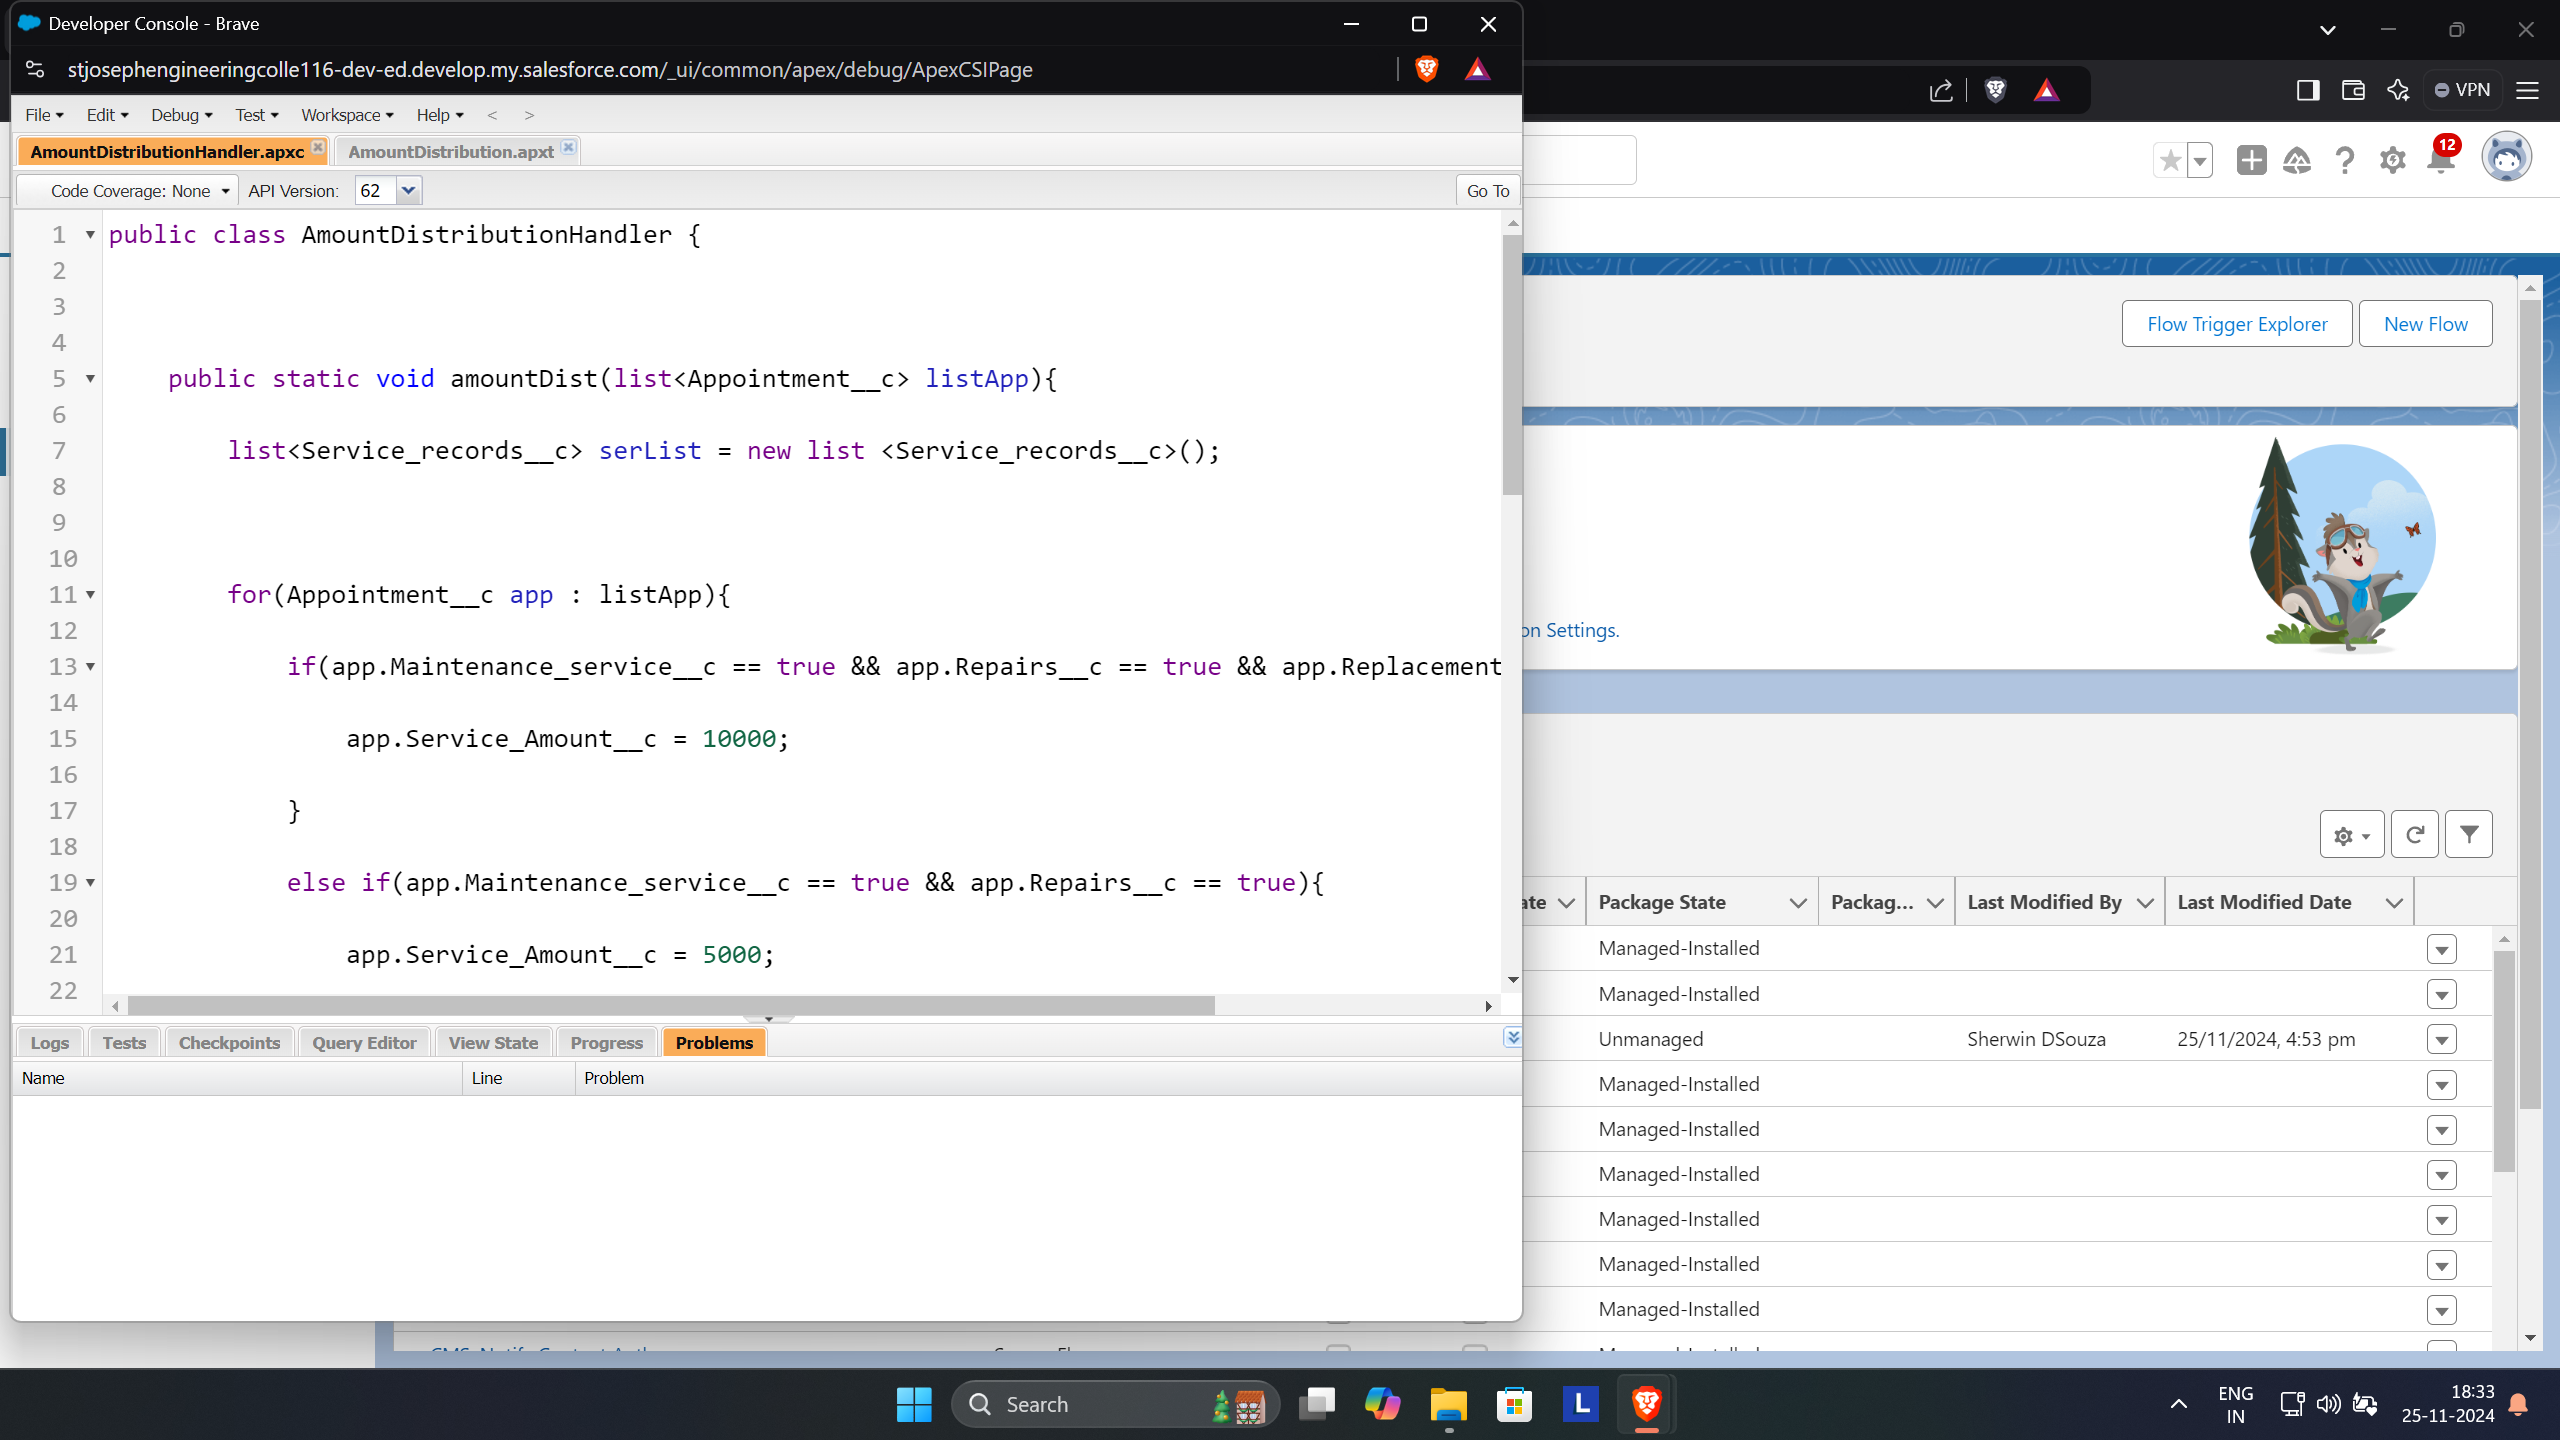 Developer Console - Brave
stjosephengineeringcolle116-dev-ed.develop.my.salesforce.com/_ui/common/apex/debug/ApexCSIPage
VPN
File Edit Debug Test Workspace Help < >
AmountDistributionHandler.apxc AmountDistribution.apxt
12
Code Coverage: None API Version: 62 Go To
1 public class AmountDistributionHandler {
2
3
4
5 public static void amountDist(list<Appointment__c> listApp){
6
7 list<Service_records__c> serList = new list <Service_records__c>();
8
9
10
11 for(Appointment__c app : listApp){
12
13 if(app.Maintenance_service__c == true && app.Repairs__c == true && app.Replacement
14
15 app.Service_Amount__c = 10000;
16
17 }
18
19 else if(app.Maintenance_service__c == true && app.Repairs__c == true){
20
21 app.Service_Amount__c = 5000;
22
Logs Tests Checkpoints Query Editor View State Progress Problems
Name Line Problem
Flow Trigger Explorer New Flow
on Settings.
ate Package State Packag... Last Modified By Last Modified Date
Managed-Installed
Managed-Installed
Unmanaged Sherwin DSouza 25/11/2024, 4:53 pm
Managed-Installed
Managed-Installed
Managed-Installed
Managed-Installed
Managed-Installed
Managed-Installed
Search
L
ENG
IN
18:33
25-11-2024